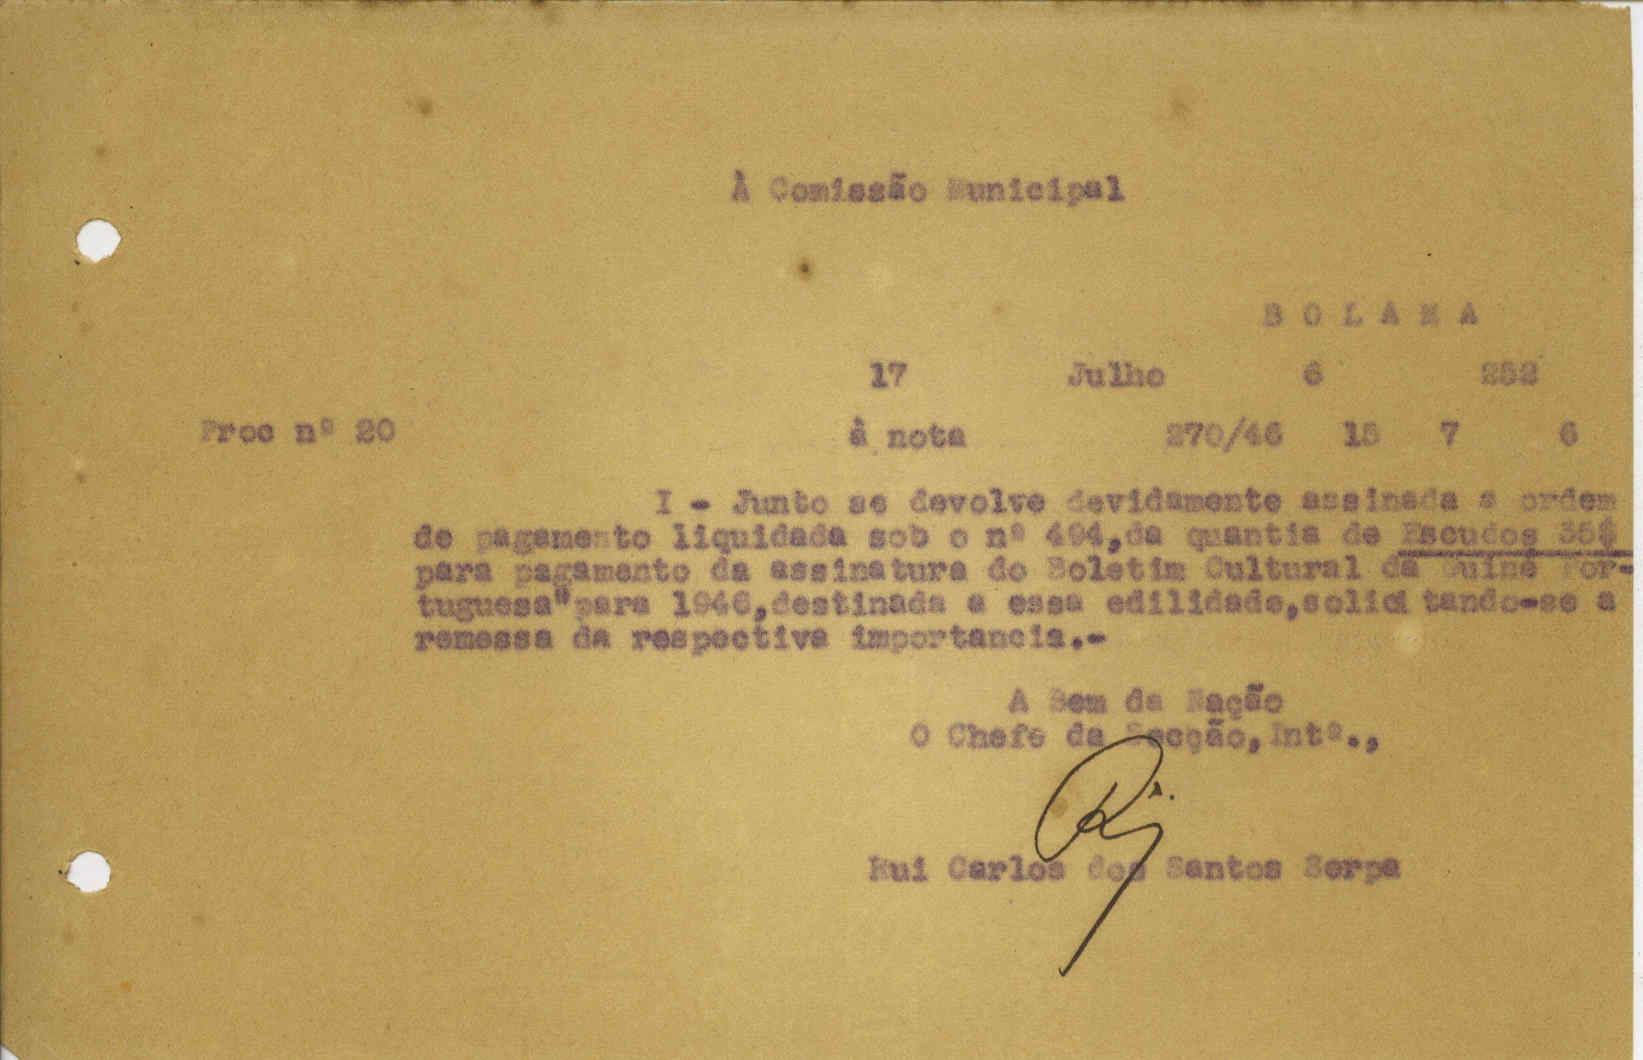 À Comissão Municipal
B O L A M A
17 Julho 6 252
Proc nº 20 à nota 270/46 15 7 6
I - Junto se devolve devidamente assinada a ordem
de pagamento liquidada sob o nº 494,da quantia de Escudos 35$
para pagamento da assinatura do Boletim Cultural da Guiné Por-
tuguesa"para 1946,destinada a essa edilidade,solici tando-se a
remessa da respectiva importancia.-
A Bem da Nação
O Chefe da Secção,Intº.,
Rui Carlos dos Santos Serpa